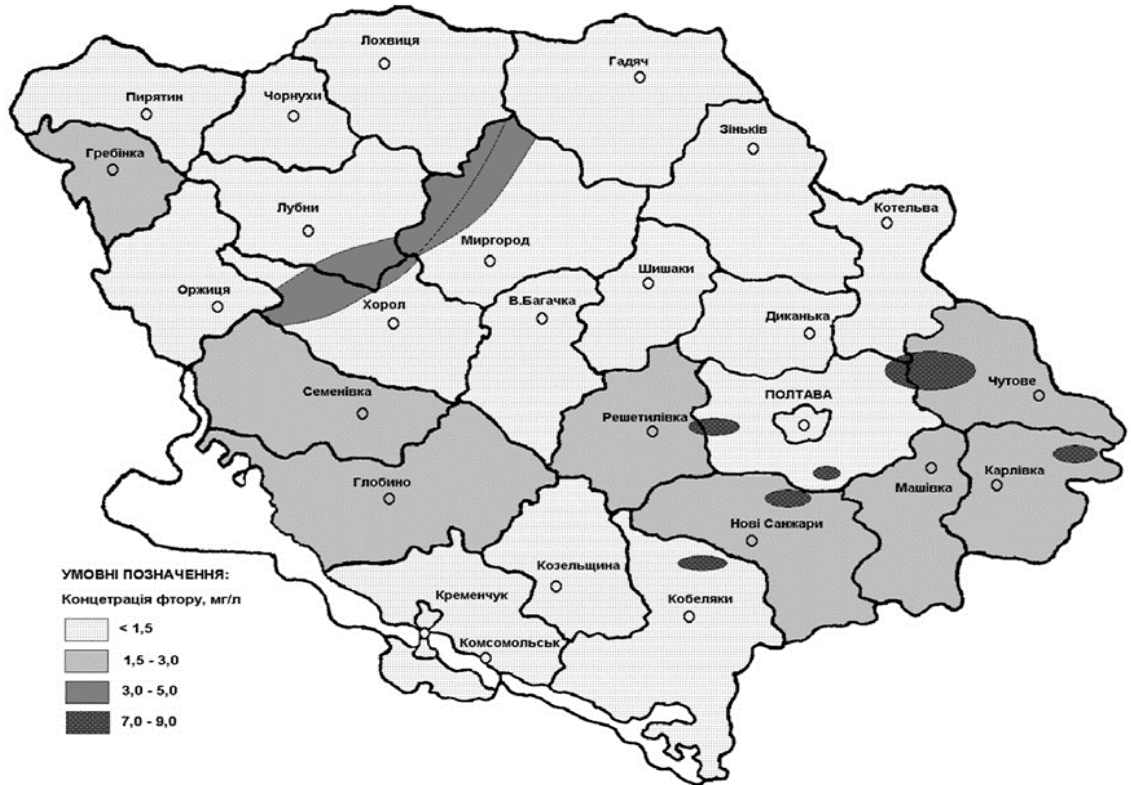 Лохвиця
Гадяч
Пирятин
Чорнухи
Зіньків
Гребінка
Лубни
Котельва
Миргород
Шишаки
Оржиця
Хорол
В.Багачка
Диканька
Семенівка
ПОЛТАВА
Чутове
Решетилівка
Глобино
Машівка
Карлівка
Нові Санжари
Козельщина
Кременчук
Кобеляки
Комсомольськ
УМОВНІ ПОЗНАЧЕННЯ:
Концетрація фтору, мг/л
< 1,5
1,5 - 3,0
3,0 - 5,0
7,0 - 9,0